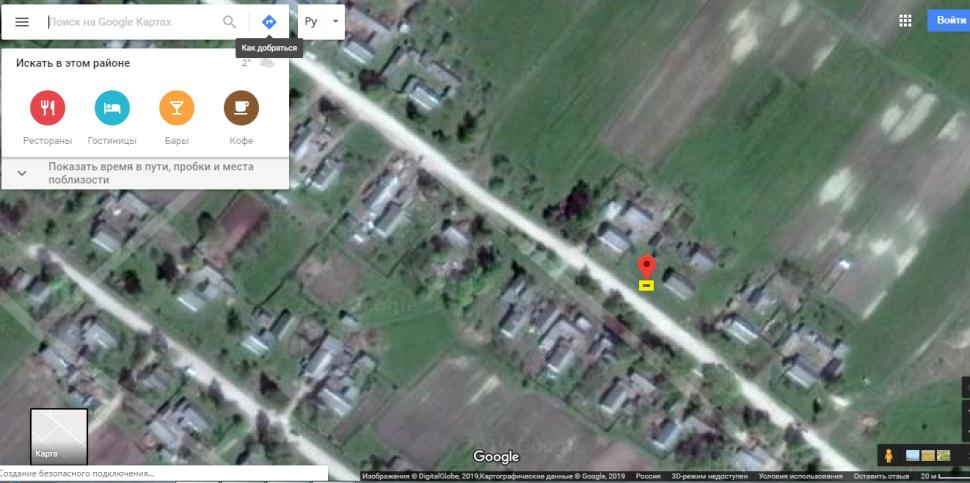 Поиск на Google Картах
Ру
Войти
Как добраться
Искать в этом районе
2°
Рестораны Гостиницы Бары Кофе
Показать время в пути, пробки и места
поблизости
Карта
Google
Создание безопасного подключения...
Изображения © DigitalGlobe, 2019,Картографические данные © Google, 2019 Россия 3D-режим недоступен Условия использования Оставить отзыв 20 м